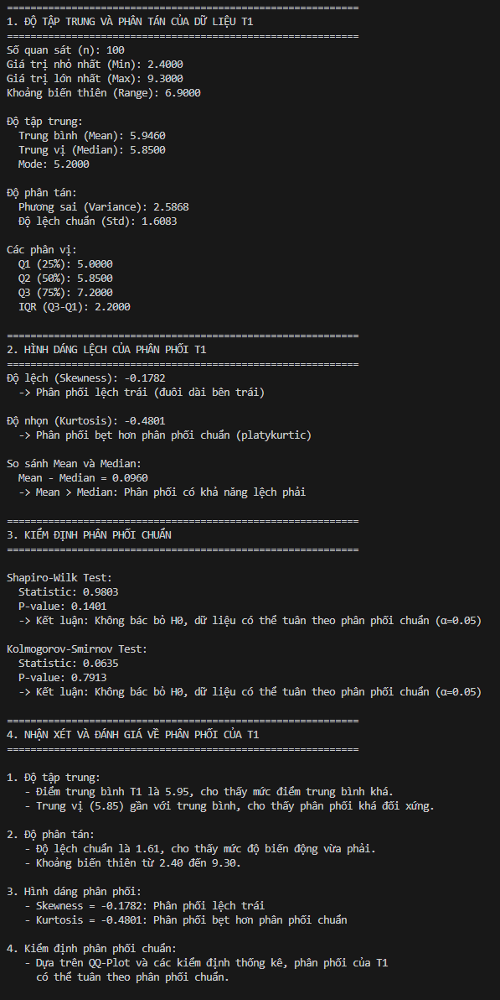 ============================================================
1. ĐỘ TẬP TRUNG VÀ PHÂN TÁN CỦA DỮ LIỆU T1
============================================================
Số quan sát (n): 100
Giá trị nhỏ nhất (Min): 2.4000
Giá trị lớn nhất (Max): 9.3000
Khoảng biến thiên (Range): 6.9000

Độ tập trung:
  Trung bình (Mean): 5.9460
  Trung vị (Median): 5.8500
  Mode: 5.2000

Độ phân tán:
  Phương sai (Variance): 2.5868
  Độ lệch chuẩn (Std): 1.6083

Các phân vị:
  Q1 (25%): 5.0000
  Q2 (50%): 5.8500
  Q3 (75%): 7.2000
  IQR (Q3-Q1): 2.2000

============================================================
2. HÌNH DÁNG LỆCH CỦA PHÂN PHỐI T1
============================================================
Độ lệch (Skewness): -0.1782
  -> Phân phối lệch trái (đuôi dài bên trái)

Độ nhọn (Kurtosis): -0.4801
  -> Phân phối bẹt hơn phân phối chuẩn (platykurtic)

So sánh Mean và Median:
  Mean - Median = 0.0960
  -> Mean > Median: Phân phối có khả năng lệch phải

============================================================
3. KIỂM ĐỊNH PHÂN PHỐI CHUẨN
============================================================

Shapiro-Wilk Test:
  Statistic: 0.9803
  P-value: 0.1401
  -> Kết luận: Không bác bỏ H0, dữ liệu có thể tuân theo phân phối chuẩn (α=0.05)

Kolmogorov-Smirnov Test:
  Statistic: 0.0635
  P-value: 0.7913
  -> Kết luận: Không bác bỏ H0, dữ liệu có thể tuân theo phân phối chuẩn (α=0.05)

============================================================
4. NHẬN XÉT VÀ ĐÁNH GIÁ VỀ PHÂN PHỐI CỦA T1
============================================================

1. Độ tập trung:
   - Điểm trung bình T1 là 5.95, cho thấy mức điểm trung bình khá.
   - Trung vị (5.85) gần với trung bình, cho thấy phân phối khá đối xứng.

2. Độ phân tán:
   - Độ lệch chuẩn là 1.61, cho thấy mức độ biến động vừa phải.
   - Khoảng biến thiên từ 2.40 đến 9.30.

3. Hình dáng phân phối:
   - Skewness = -0.1782: Phân phối lệch trái
   - Kurtosis = -0.4801: Phân phối bẹt hơn phân phối chuẩn

4. Kiểm định phân phối chuẩn:
   - Dựa trên QQ-Plot và các kiểm định thống kê, phân phối của T1
     có thể tuân theo phân phối chuẩn.